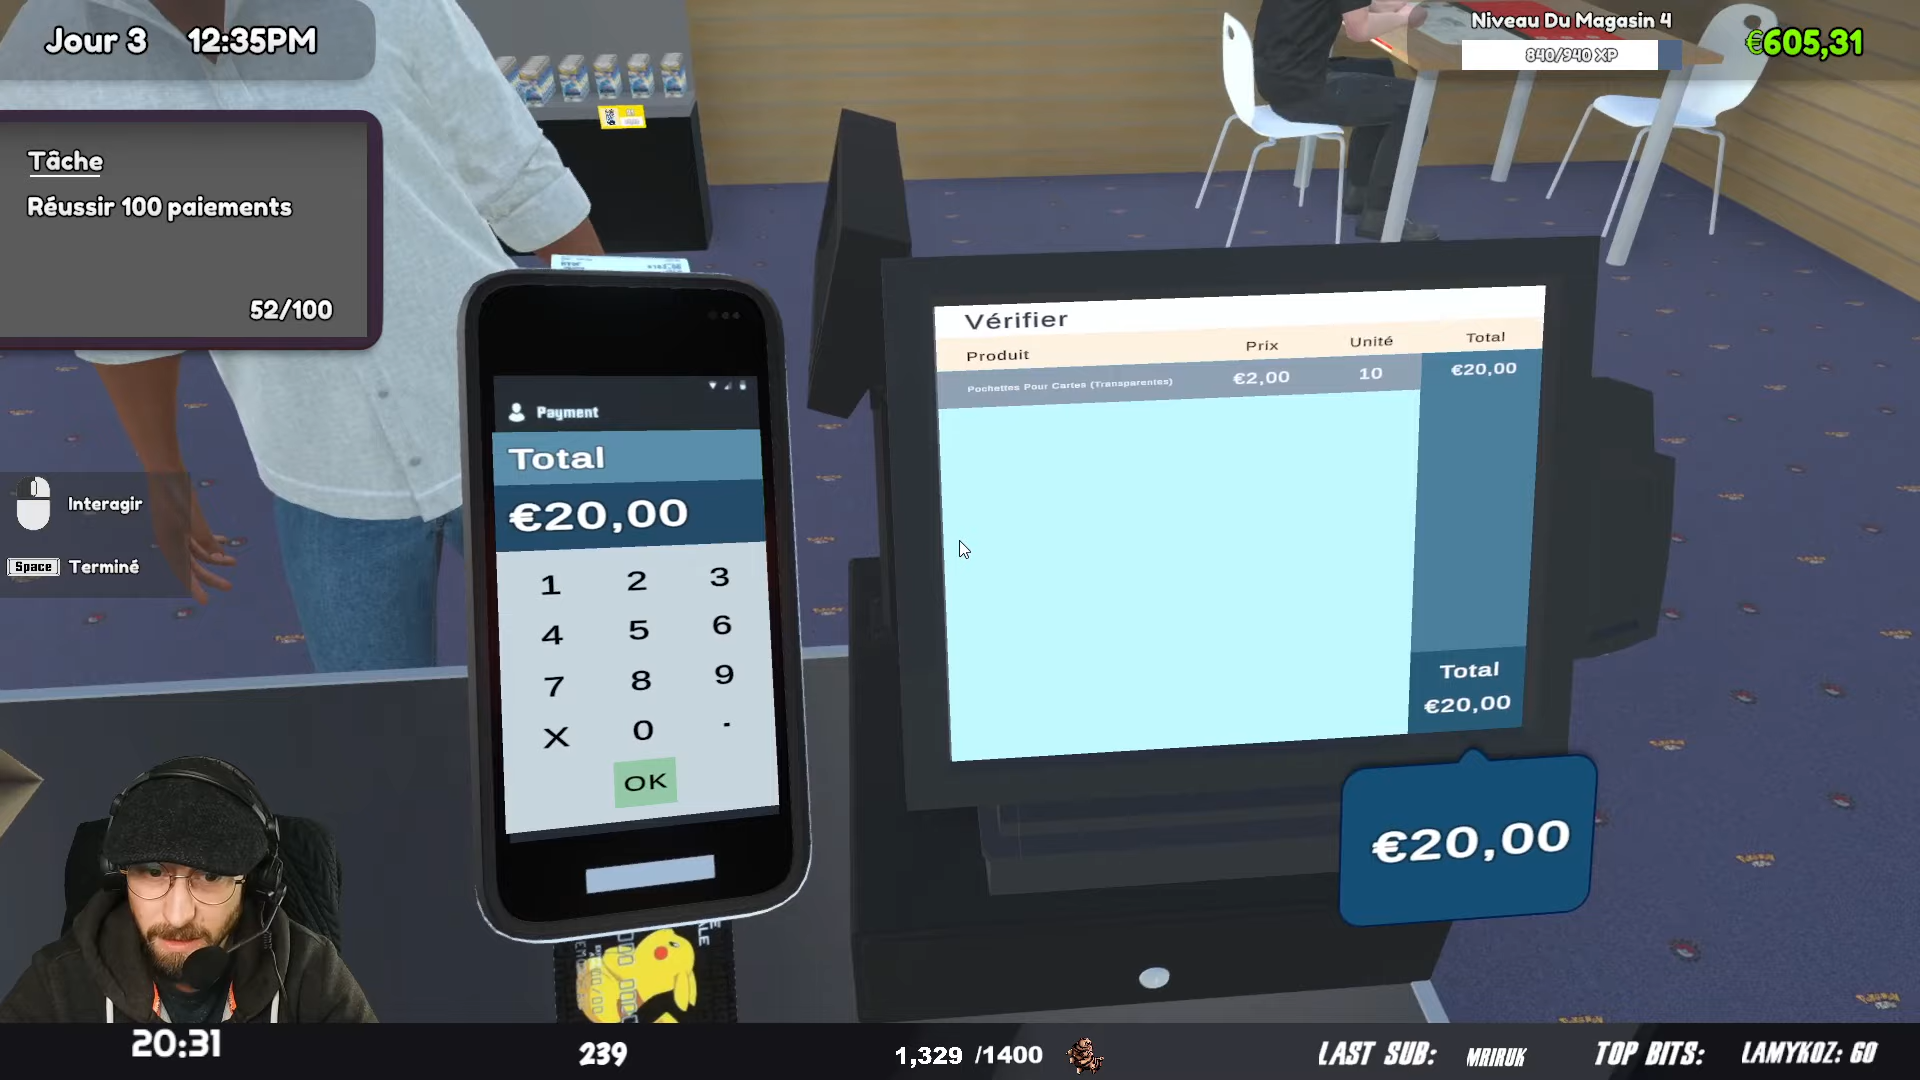 Jour 3 12:35PM
Niveau Du Magasin 4
840/940 XP
€605,31
Tâche
Réussir 100 paiements
52/100
Interagir
Space Terminé
Payment
Total
€20,00
1 2 3
4 5 6
7 8 9
X 0 .
OK
Vérifier
Produit Prix Unité Total
Pochettes Pour Cartes (Transparentes) €2,00 10 €20,00
Total
€20,00
€20,00
20:31
239
1,329 /1400
LAST SUB: MRIRUK
TOP BITS: LAMYKOZ: 60